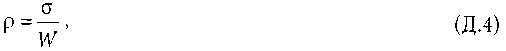 ρ = σ/W, (Д.4)